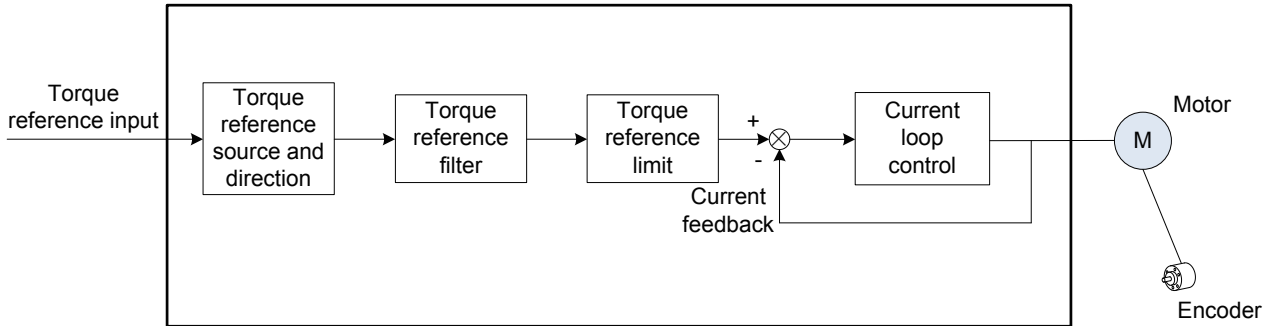 Torque
reference input
Torque
reference
source and
direction
Torque
reference
filter
Torque
reference
limit
+
-
Current
feedback
Current
loop
control
Motor
M
Encoder